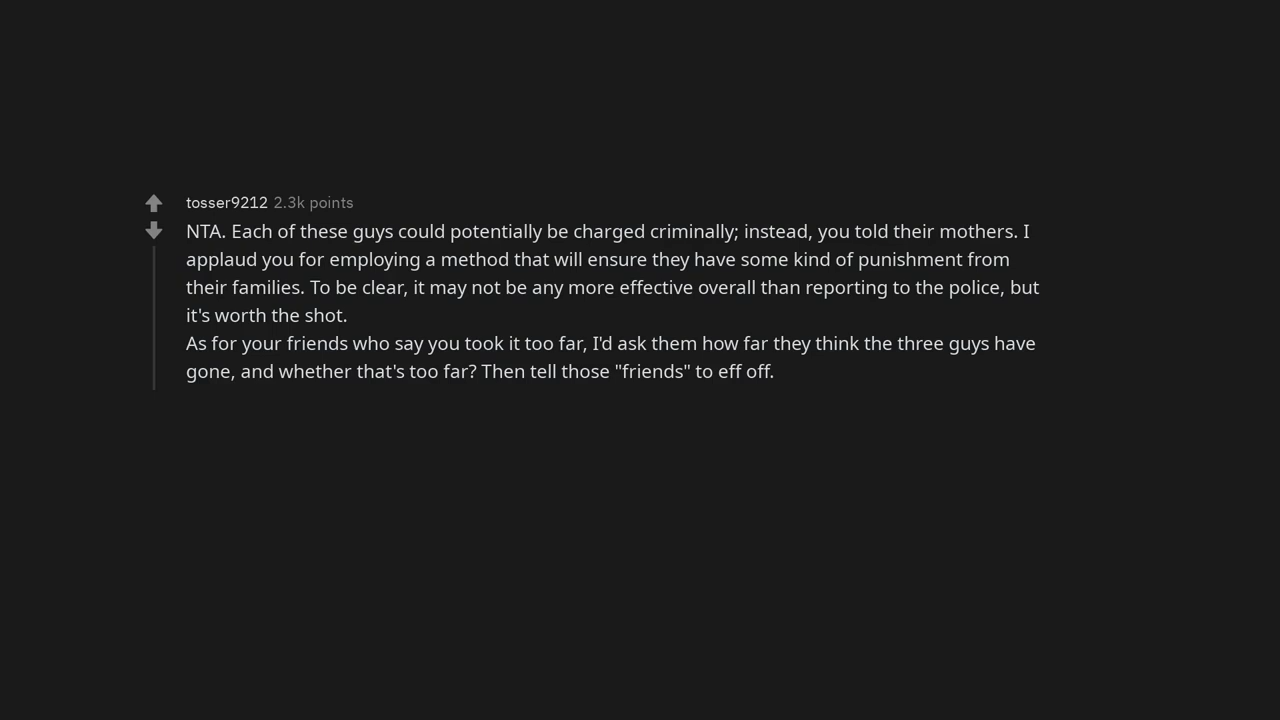 tosser9212 2.3k points
NTA. Each of these guys could potentially be charged criminally; instead, you told their mothers. I
applaud you for employing a method that will ensure they have some kind of punishment from
their families. To be clear, it may not be any more effective overall than reporting to the police, but
it's worth the shot.
As for your friends who say you took it too far, I'd ask them how far they think the three guys have
gone, and whether that's too far? Then tell those "friends" to eff off.